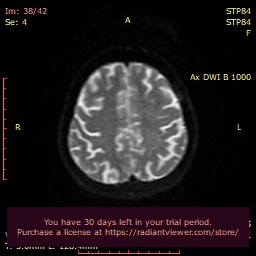 Im: 38/42
Se: 4
A
STP84
STP84
F
Ax DWI B 1000
R
L
You have 30 days left in your trial period.
Purchase a license at https://radiantviewer.com/store/